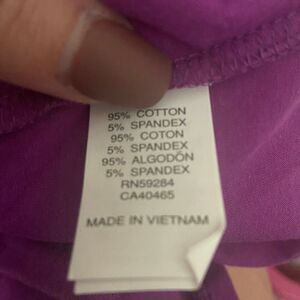 95% COTTON
5% SPANDEX
95% COTON
5% SPANDEX
95% ALGODÓN
5% SPANDEX
RN59284
CA40465
MADE IN VIETNAM